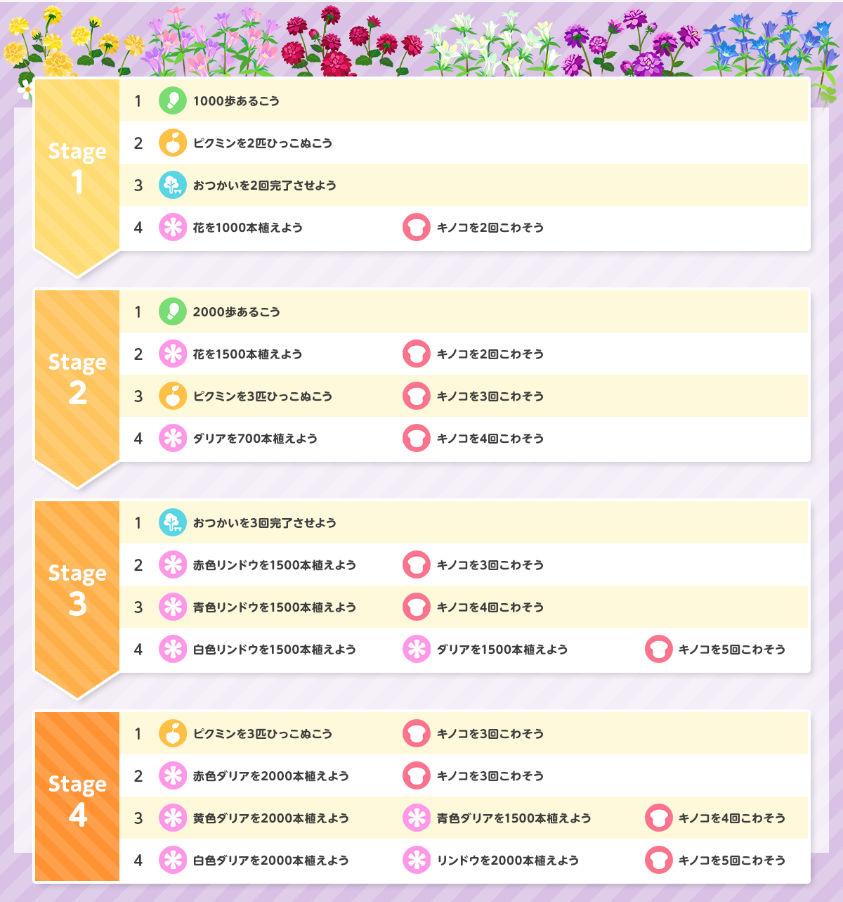 Stage
1
1 1000歩あるこう
2 ピクミンを2匹ひっこぬこう
3 おつかいを2回完了させよう
4 花を1000本植えよう キノコを2回こわそう
Stage
2
1 2000歩あるこう
2 花を1500本植えよう キノコを2回こわそう
3 ピクミンを3匹ひっこぬこう キノコを3回こわそう
4 ダリアを700本植えよう キノコを4回こわそう
Stage
3
1 おつかいを3回完了させよう
2 赤色リンドウを1500本植えよう キノコを3回こわそう
3 青色リンドウを1500本植えよう キノコを4回こわそう
4 白色リンドウを1500本植えよう ダリアを1500本植えよう キノコを5回こわそう
Stage
4
1 ピクミンを3匹ひっこぬこう キノコを3回こわそう
2 赤色ダリアを2000本植えよう キノコを3回こわそう
3 黄色ダリアを2000本植えよう 青色ダリアを1500本植えよう キノコを4回こわそう
4 白色ダリアを2000本植えよう リンドウを2000本植えよう キノコを5回こわそう